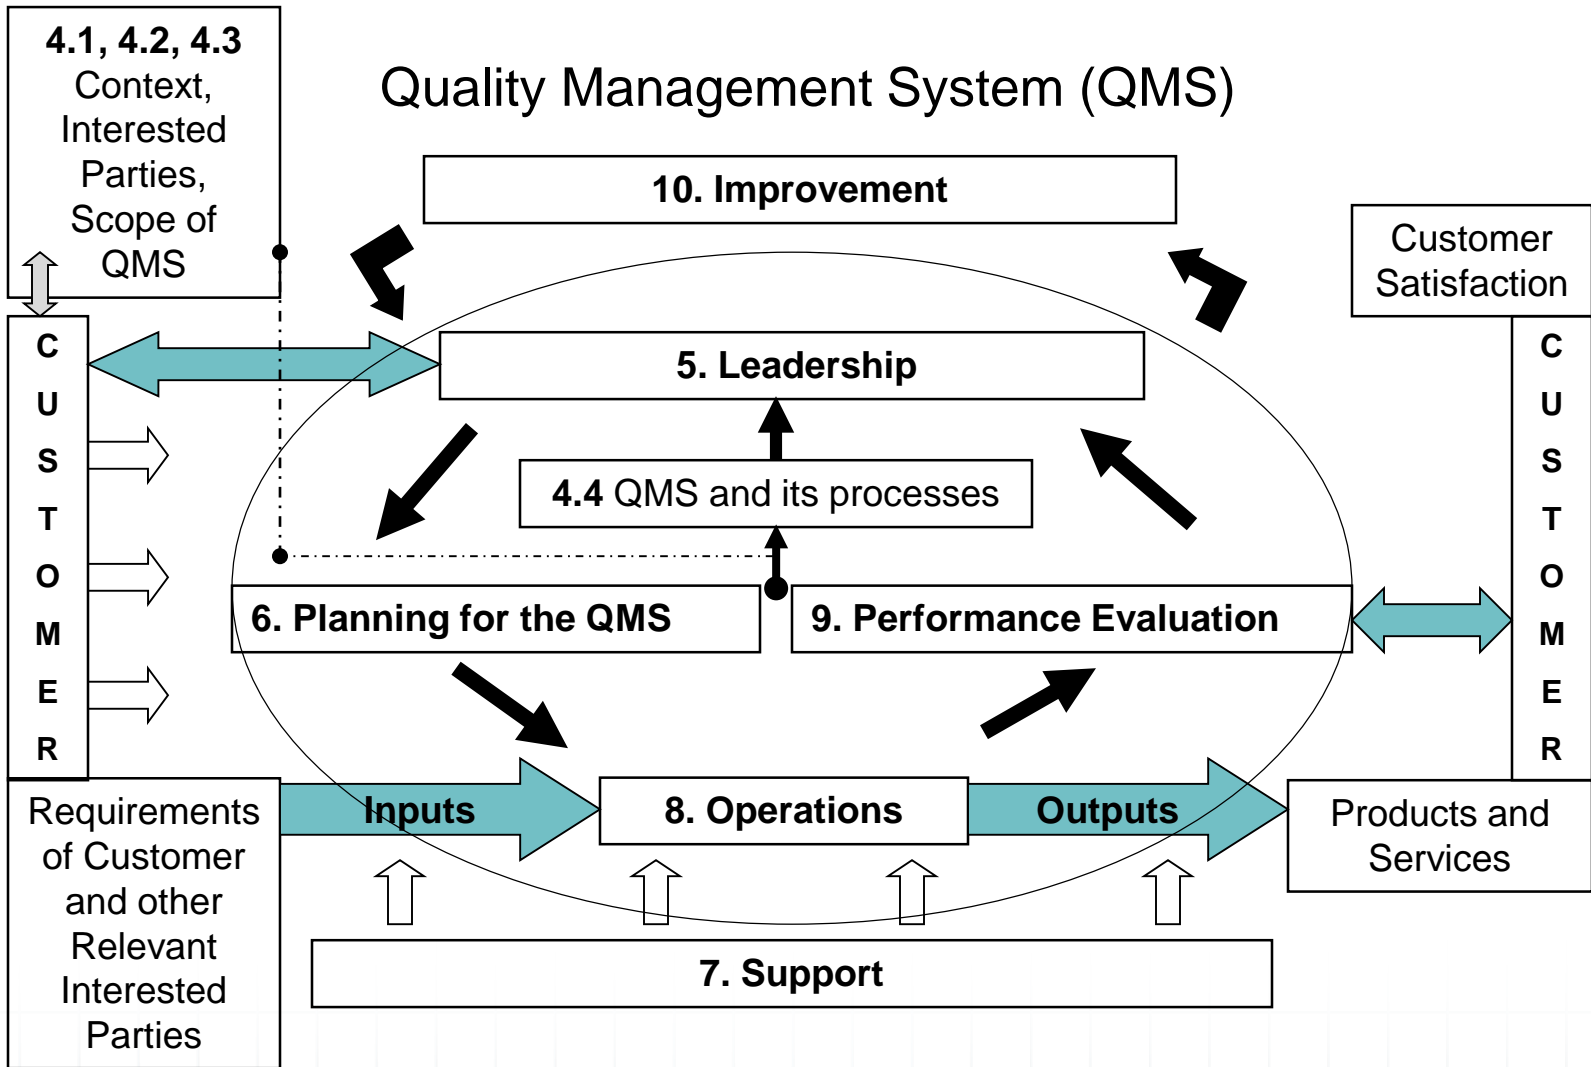 4.1, 4.2, 4.3
Context,
Interested
Parties,
Scope of
QMS
Quality Management System (QMS)
10. Improvement
Customer
Satisfaction
C
U
S
T
O
M
E
R
5. Leadership
4.4 QMS and its processes
6. Planning for the QMS
9. Performance Evaluation
C
U
S
T
O
M
E
R
Requirements
of Customer
and other
Relevant
Interested
Parties
Inputs
8. Operations
Outputs
Products and
Services
7. Support